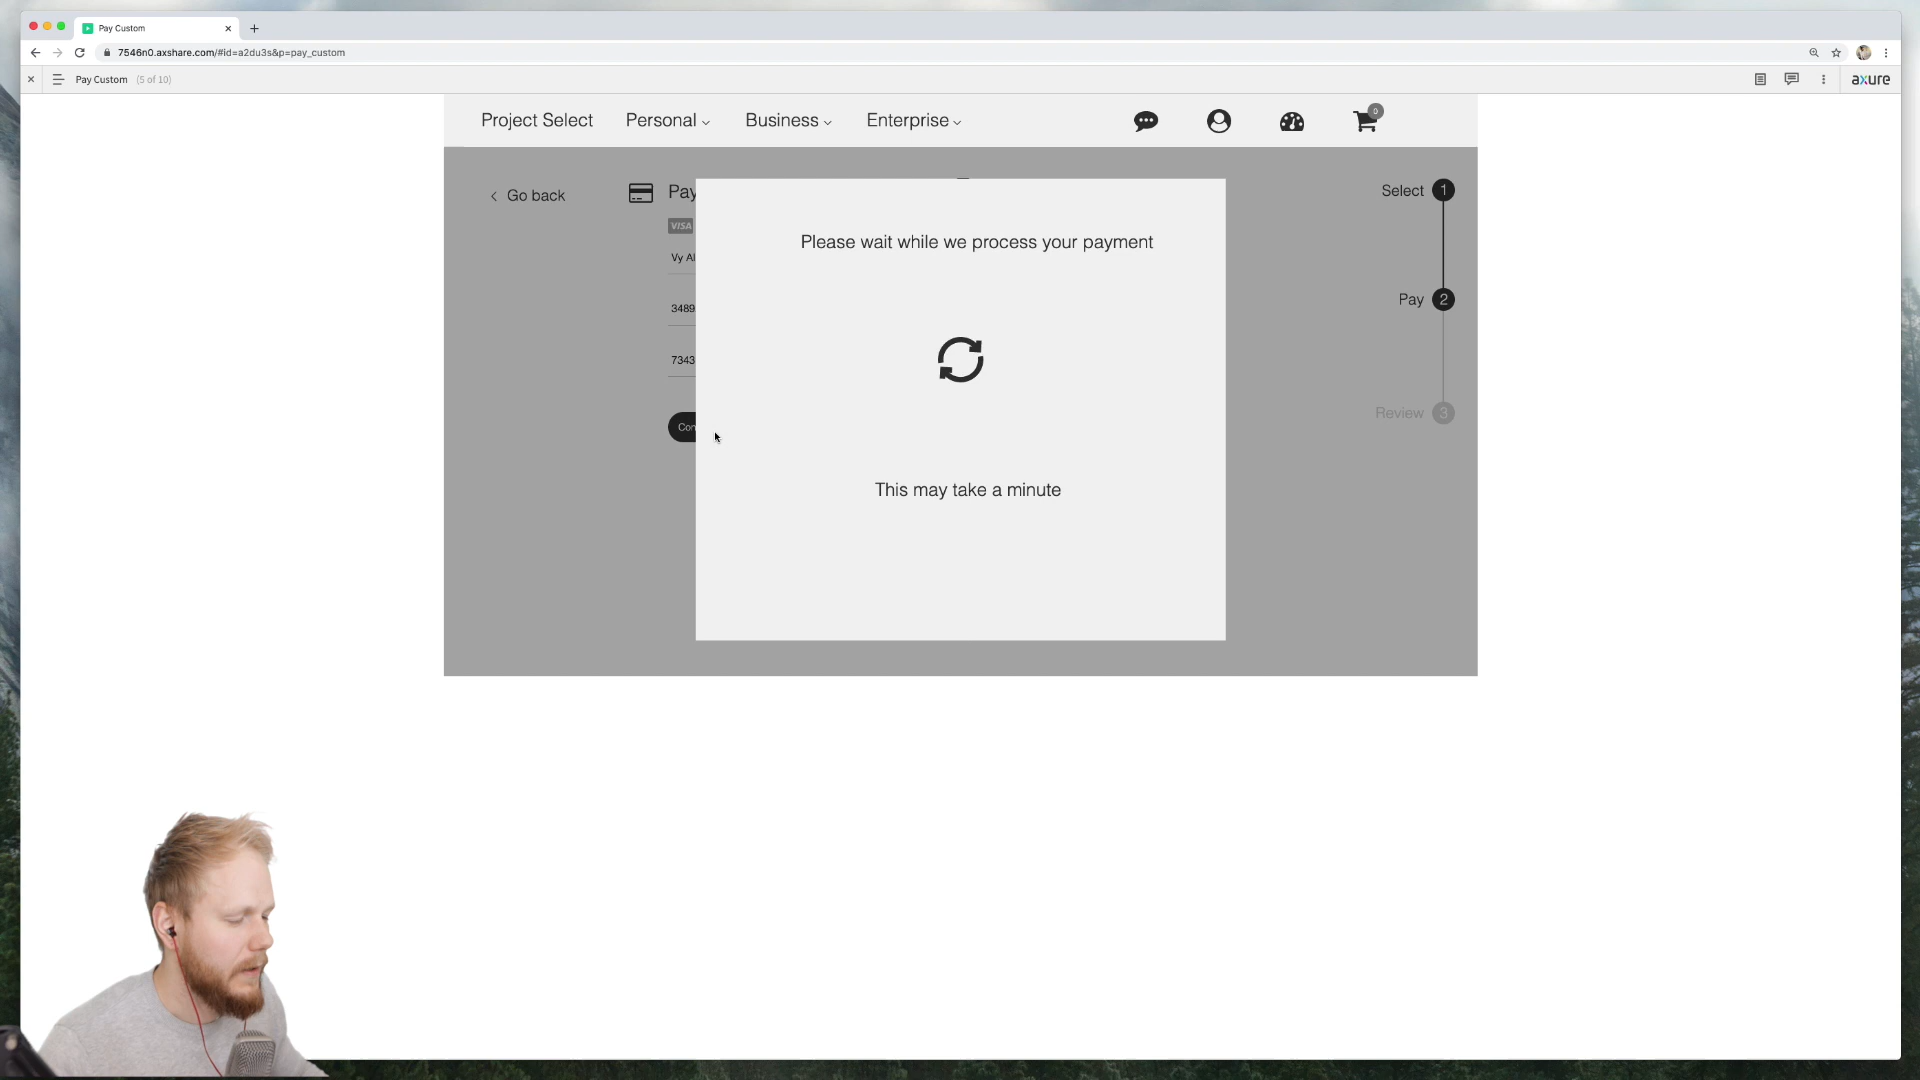 Pay Custom
7546n0.axshare.com/#id=a2du3s&p=pay_custom
Pay Custom (5 of 10)
axure
Project Select Personal Business Enterprise
0
Go back
Pay
VISA
Vy Al
3489
7343
Con
Please wait while we process your payment
This may take a minute
Select 1
Pay 2
Review 3